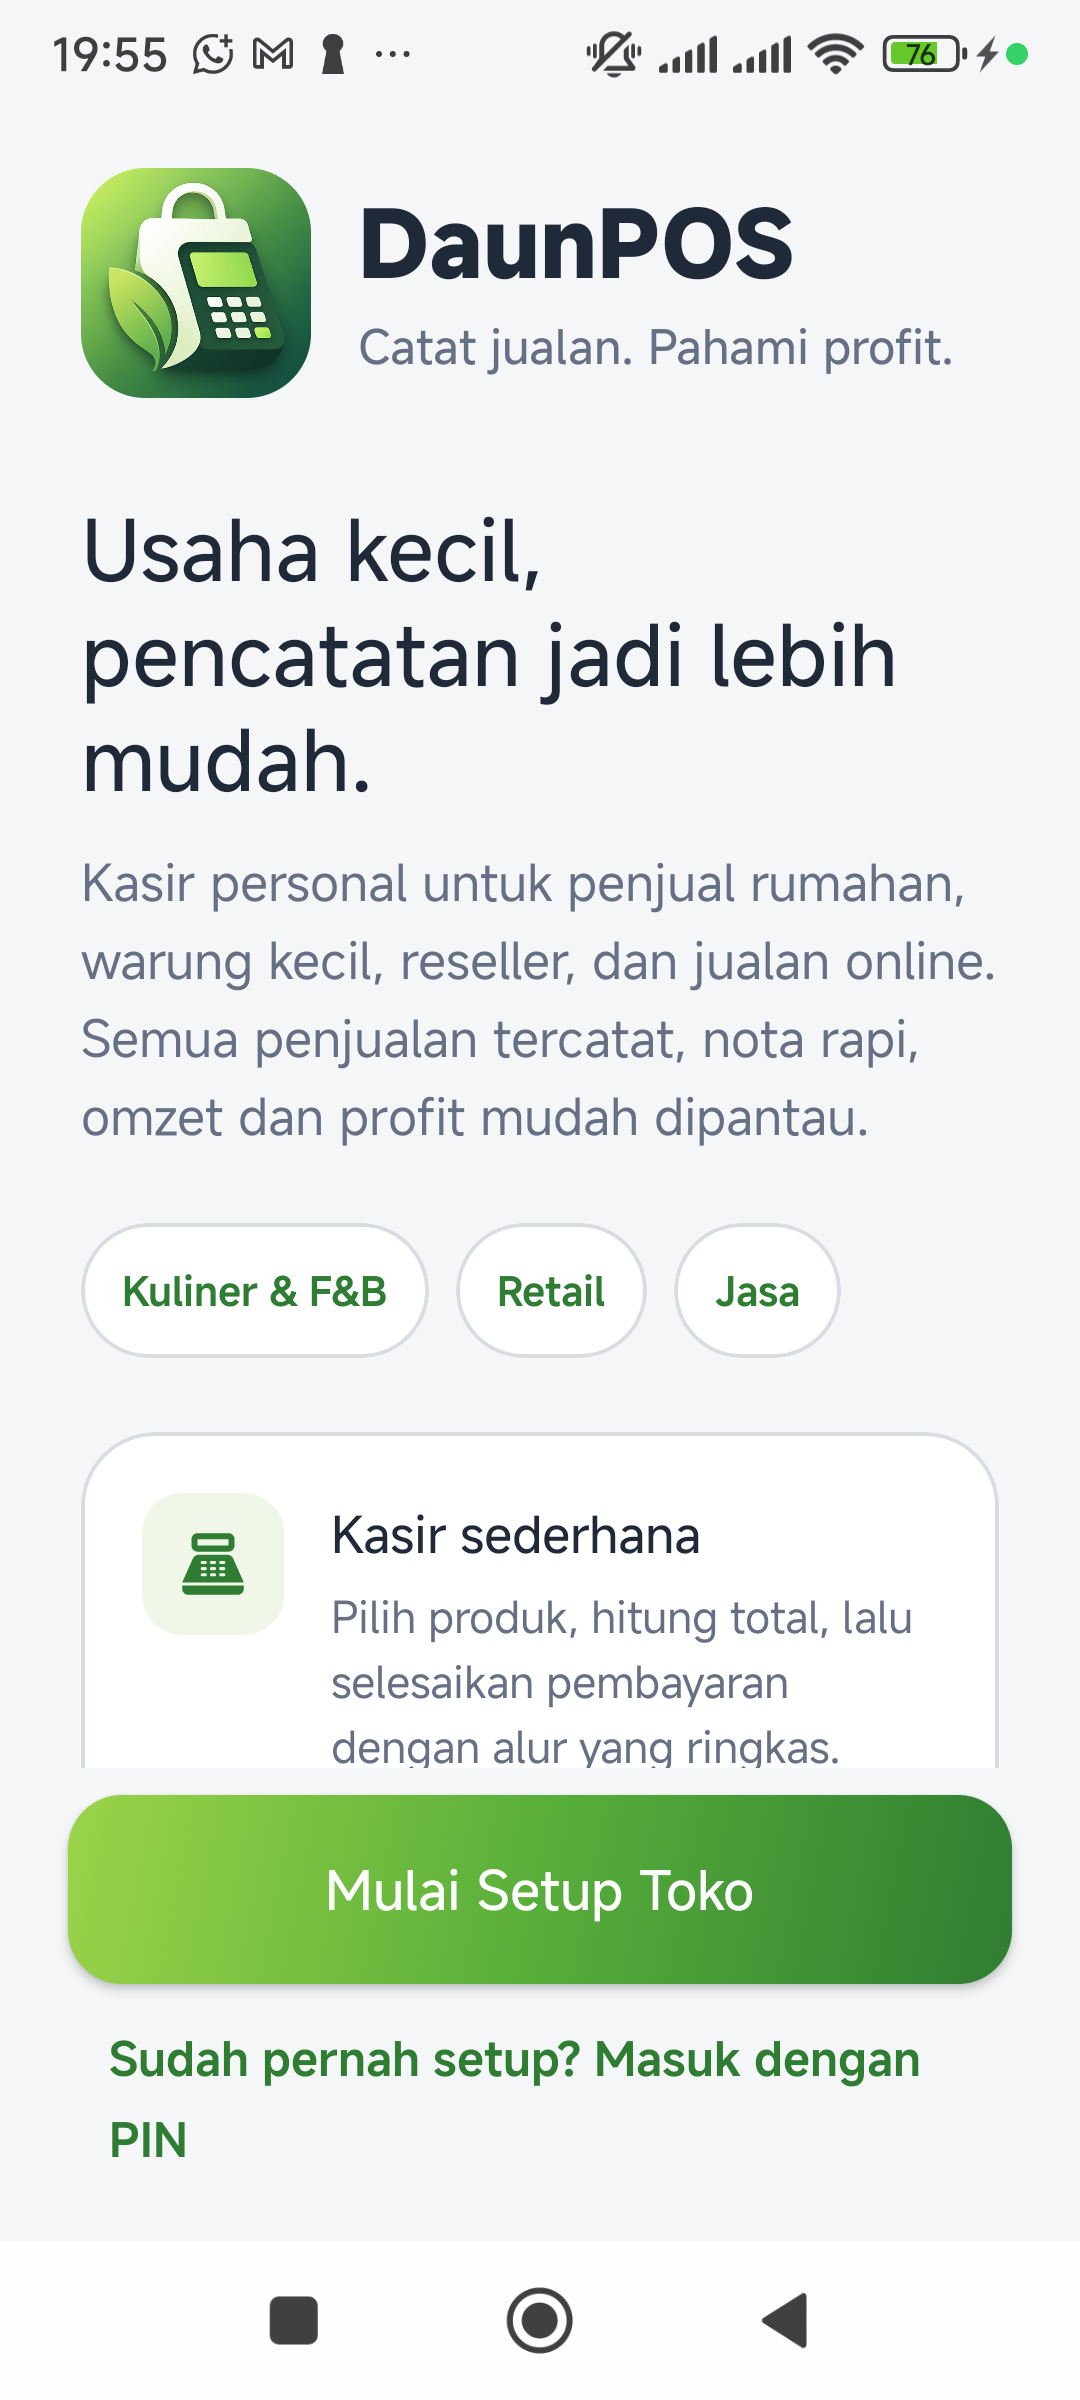 19:55
76
DaunPOS
Catat jualan. Pahami profit.
Usaha kecil,
pencatatan jadi lebih
mudah.
Kasir personal untuk penjual rumahan,
warung kecil, reseller, dan jualan online.
Semua penjualan tercatat, nota rapi,
omzet dan profit mudah dipantau.
Kuliner & F&B
Retail
Jasa
Kasir sederhana
Pilih produk, hitung total, lalu
selesaikan pembayaran
dengan alur yang ringkas.
Mulai Setup Toko
Sudah pernah setup? Masuk dengan
PIN